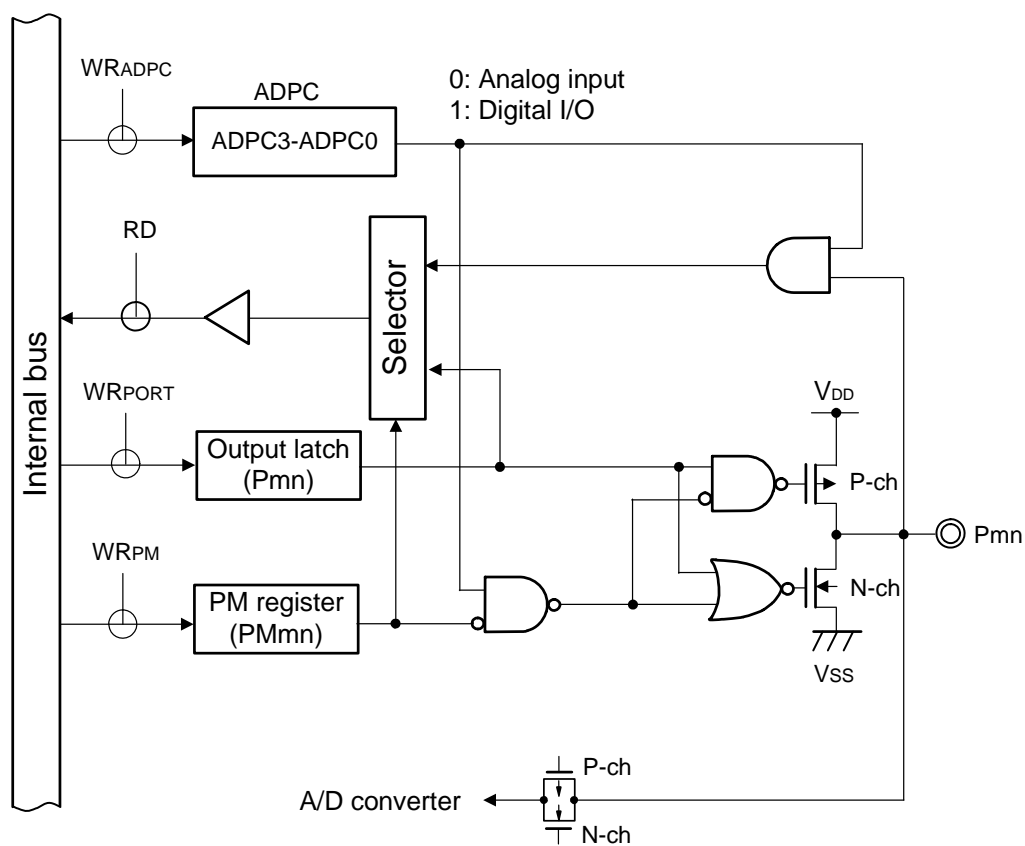 WRADPC
ADPC
0: Analog input
1: Digital I/O
ADPC3-ADPC0
RD
Selector
Internal bus
WRPORT
VDD
Output latch
(Pmn)
P-ch
Pmn
WRPM
N-ch
PM register
(PMmn)
VSS
P-ch
A/D converter
N-ch